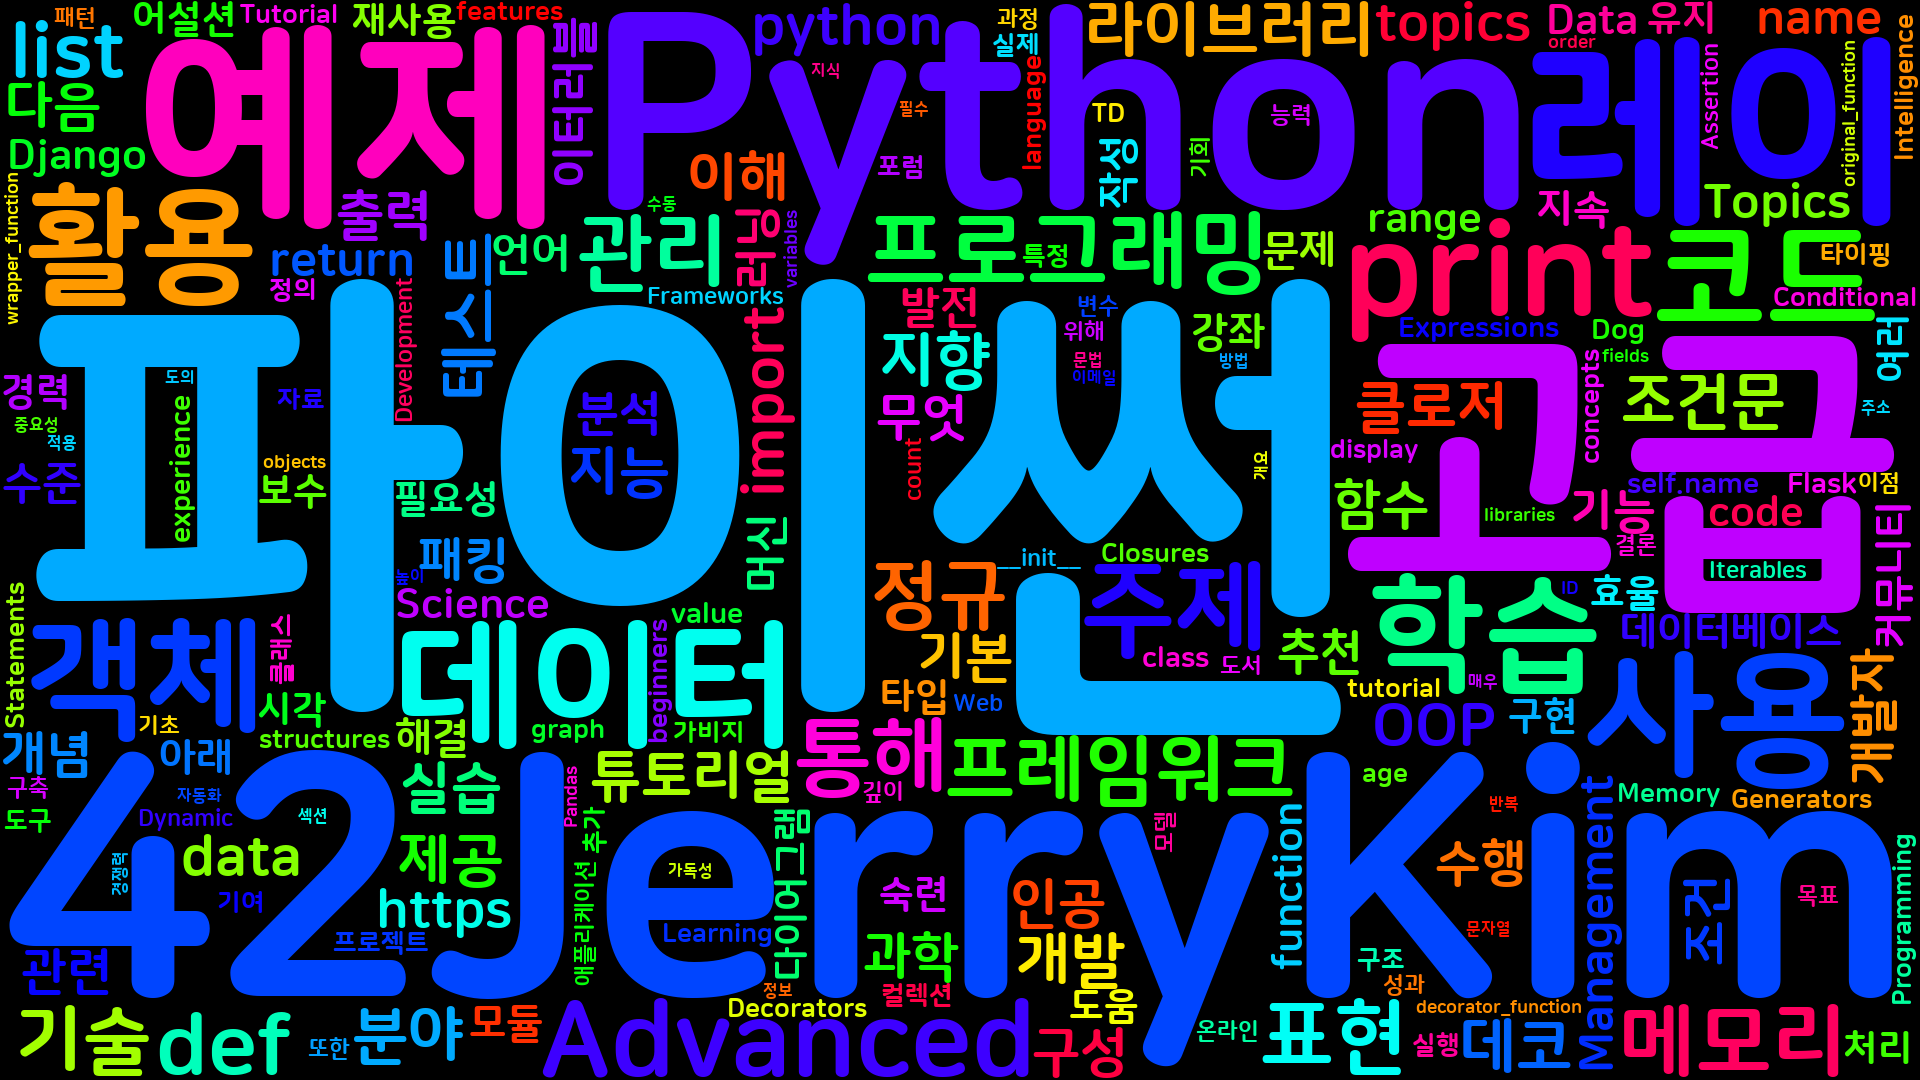 패턴
어설션
Tutorial
재사용
features
이터러블
python
과정
실제
라이브러리
topics
Data
유지
name
list
예제
Python
레이
order
지식
language
필수
TD
능력
Assertion
original_function
Intelligence
다음
Django
이해
포럼
작성
기회
wrapper_function
활용
출력
수동
관리
러닝
variables
프로그래밍
특정
문제
range
지속
Topics
return
정의
테스트
언어
Frameworks
print
코드
타이핑
Conditional
Development
import
발전
변수
위해
강좌
Expressions
Dog
여러
파이썬
지향
문법
이메일
방법
고급
fields
경력
도의
자료
분석
무엇
클로저
concepts
조건문
주소
중요성
적용
experience
수준
objects
보수
지능
필요성
count
개요
display
함수
libraries
기능
self.name
Flask
이점
code
패킹
높이
머신
__init__
Closures
결론
Iterables
커뮤니티
Science
value
정규
주제
학습
ID
효율
데이터베이스
Statements
객체
클래스
데이터
beginners
기본
class
도서
추천
매우
사용
개발자
시각
타입
Web
tutorial
OOP
구현
개념
기초
아래
structures
해결
graph
가비지
통해
프레임워크
구축
도구
자동화
Dynamic
섹션
실습
Pandas
튜토리얼
깊이
age
반복
Memory
Generators
42JerryKim
경쟁력
data
기여
제공
추가
가독성
다이어그램
모델
function
수행
Management
조건
목표
Programming
https
애플리케이션
숙련
인공
관련
프로젝트
Learning
과학
개발
구조
문자열
성과
기술
def
또한
분야
모듈
Advanced
Decorators
정보
컬렉션
도움
구성
온라인
표현
decorator_function
실행
데코
메모리
처리